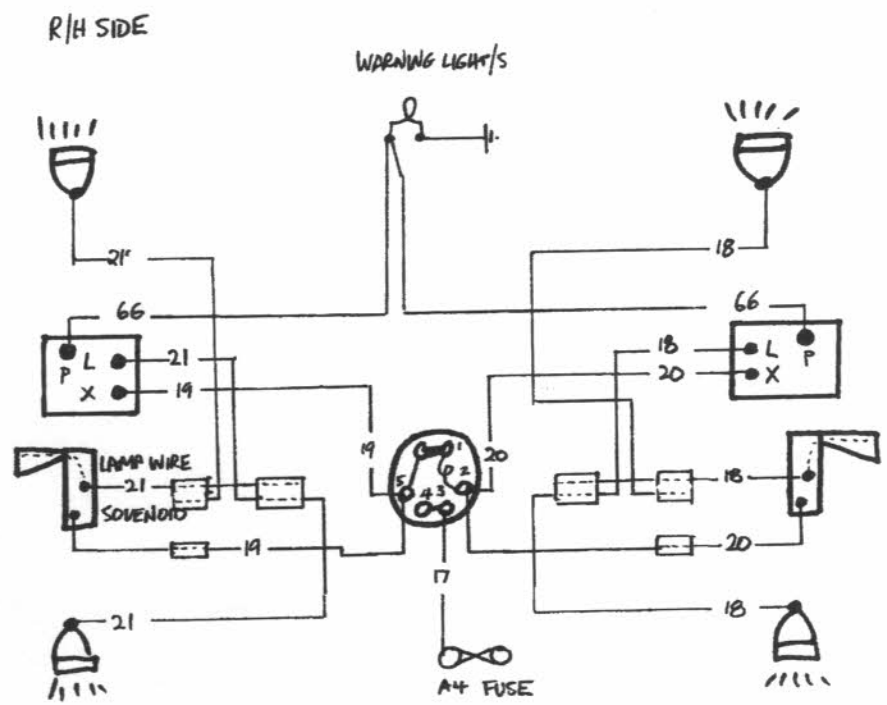 R/H SIDE
WARNING LIGHT/S
21
18
66
66
P
L
X
21
19
18
20
L
X
P
19
20
1
2
5
4
3
LAMP WIRE
21
SOLENOID
19
18
20
17
21
18
A4 FUSE